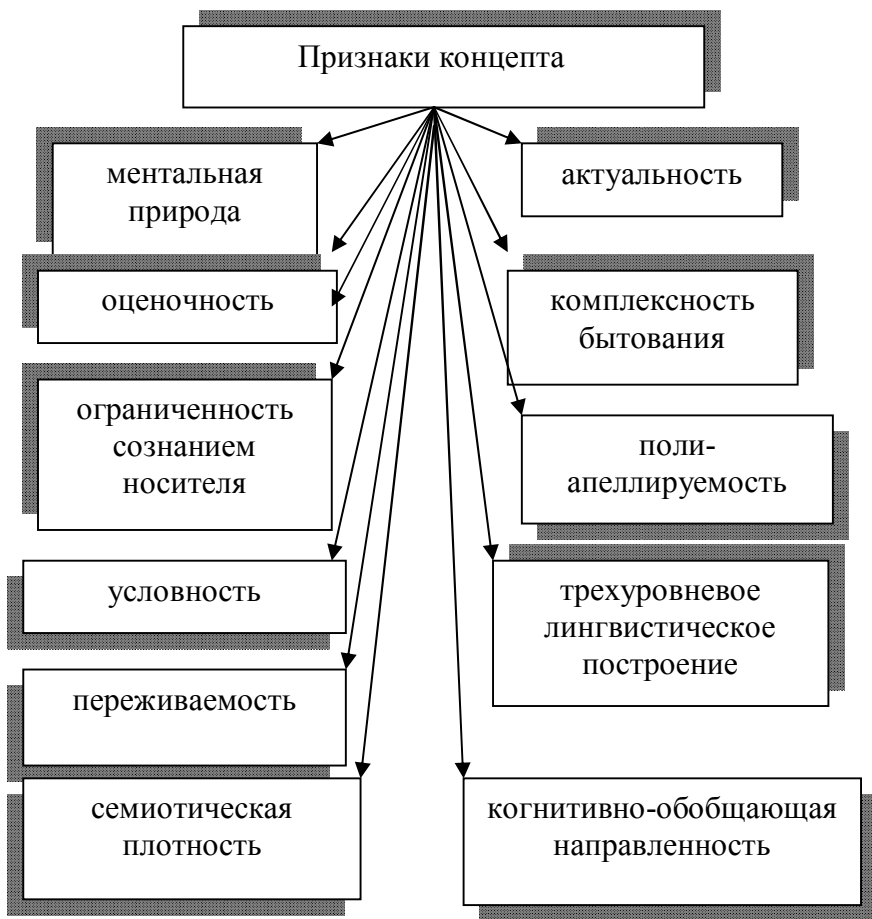 Признаки концепта
ментальная
природа
актуальность
оценочность
комплексность
бытования
ограниченность
сознанием
носителя
поли-
апеллируемость
условность
трехуровневое
лингвистическое
построение
переживаемость
семиотическая
плотность
когнитивно-обобщающая
направленность